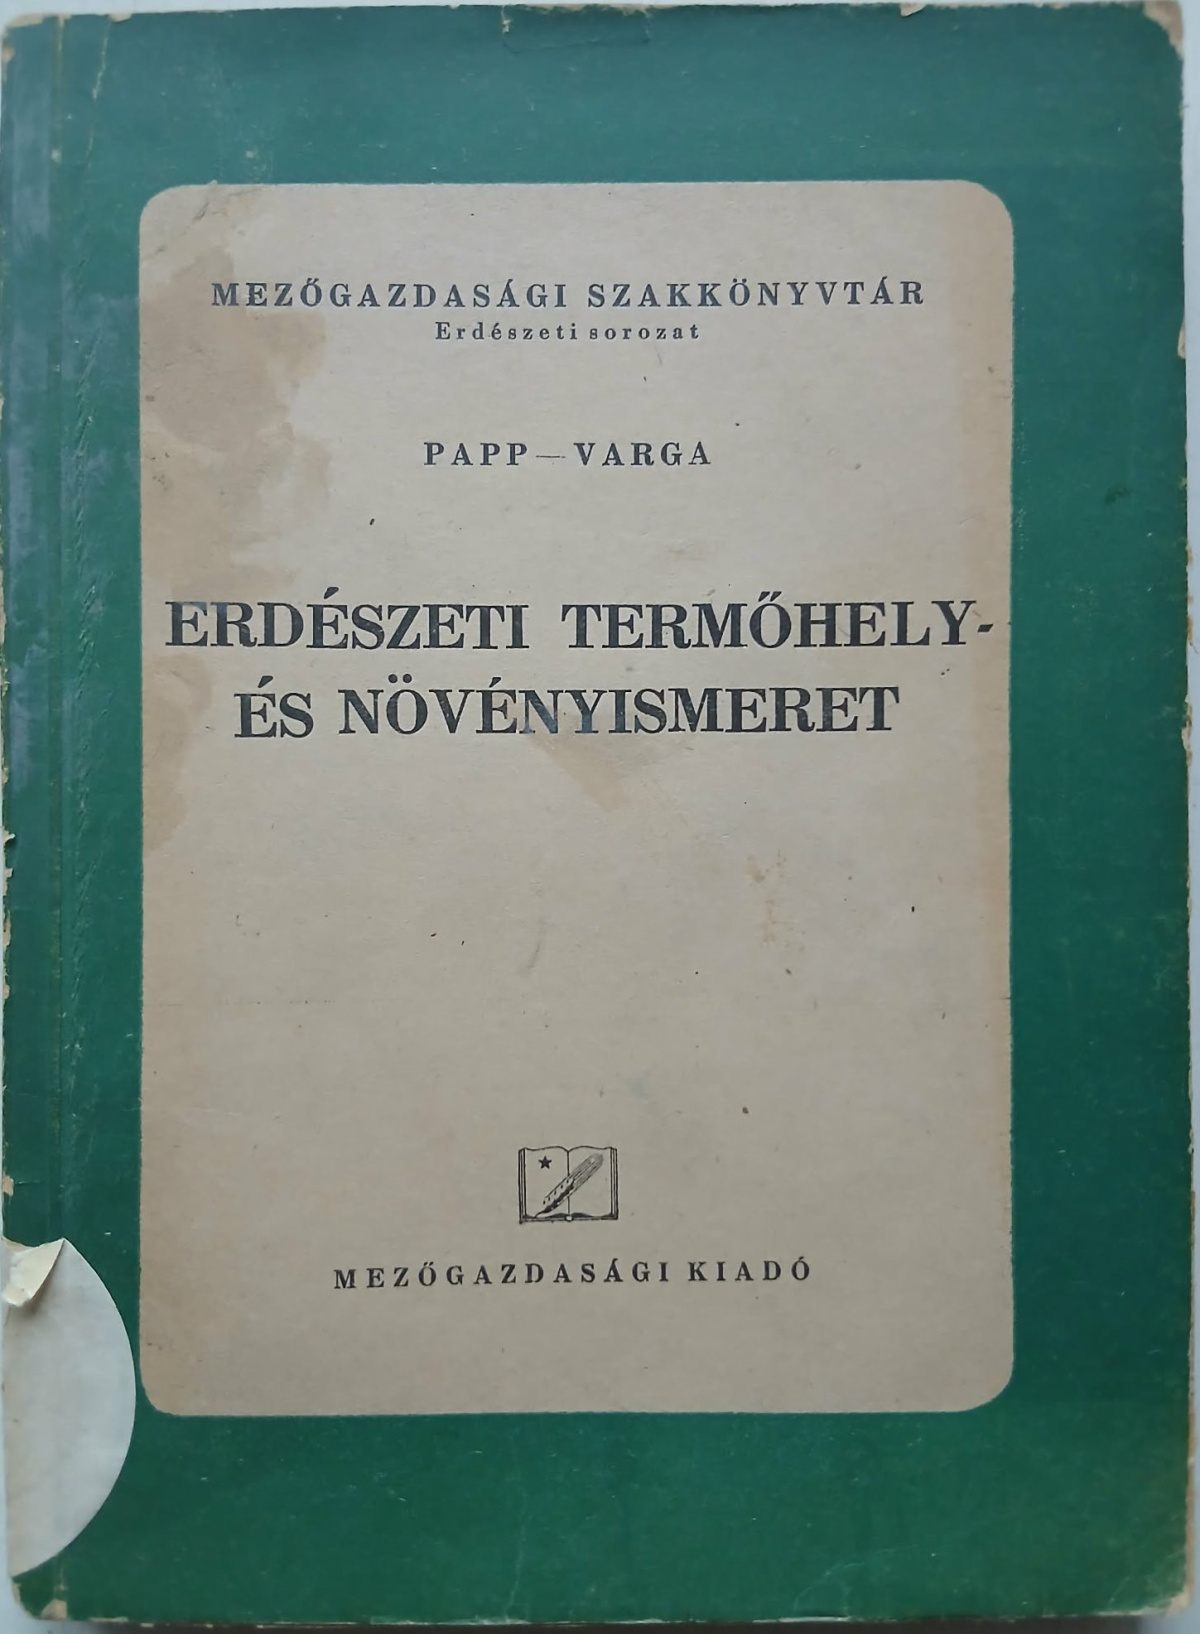 MEZŐGAZDASÁGI SZAKKÖNYVTÁR
Erdészeti sorozat
PAPP — VARGA
ERDÉSZETI TERMŐHELY-
ÉS NÖVÉNYISMERET
MEZŐGAZDASÁGI KIADÓ